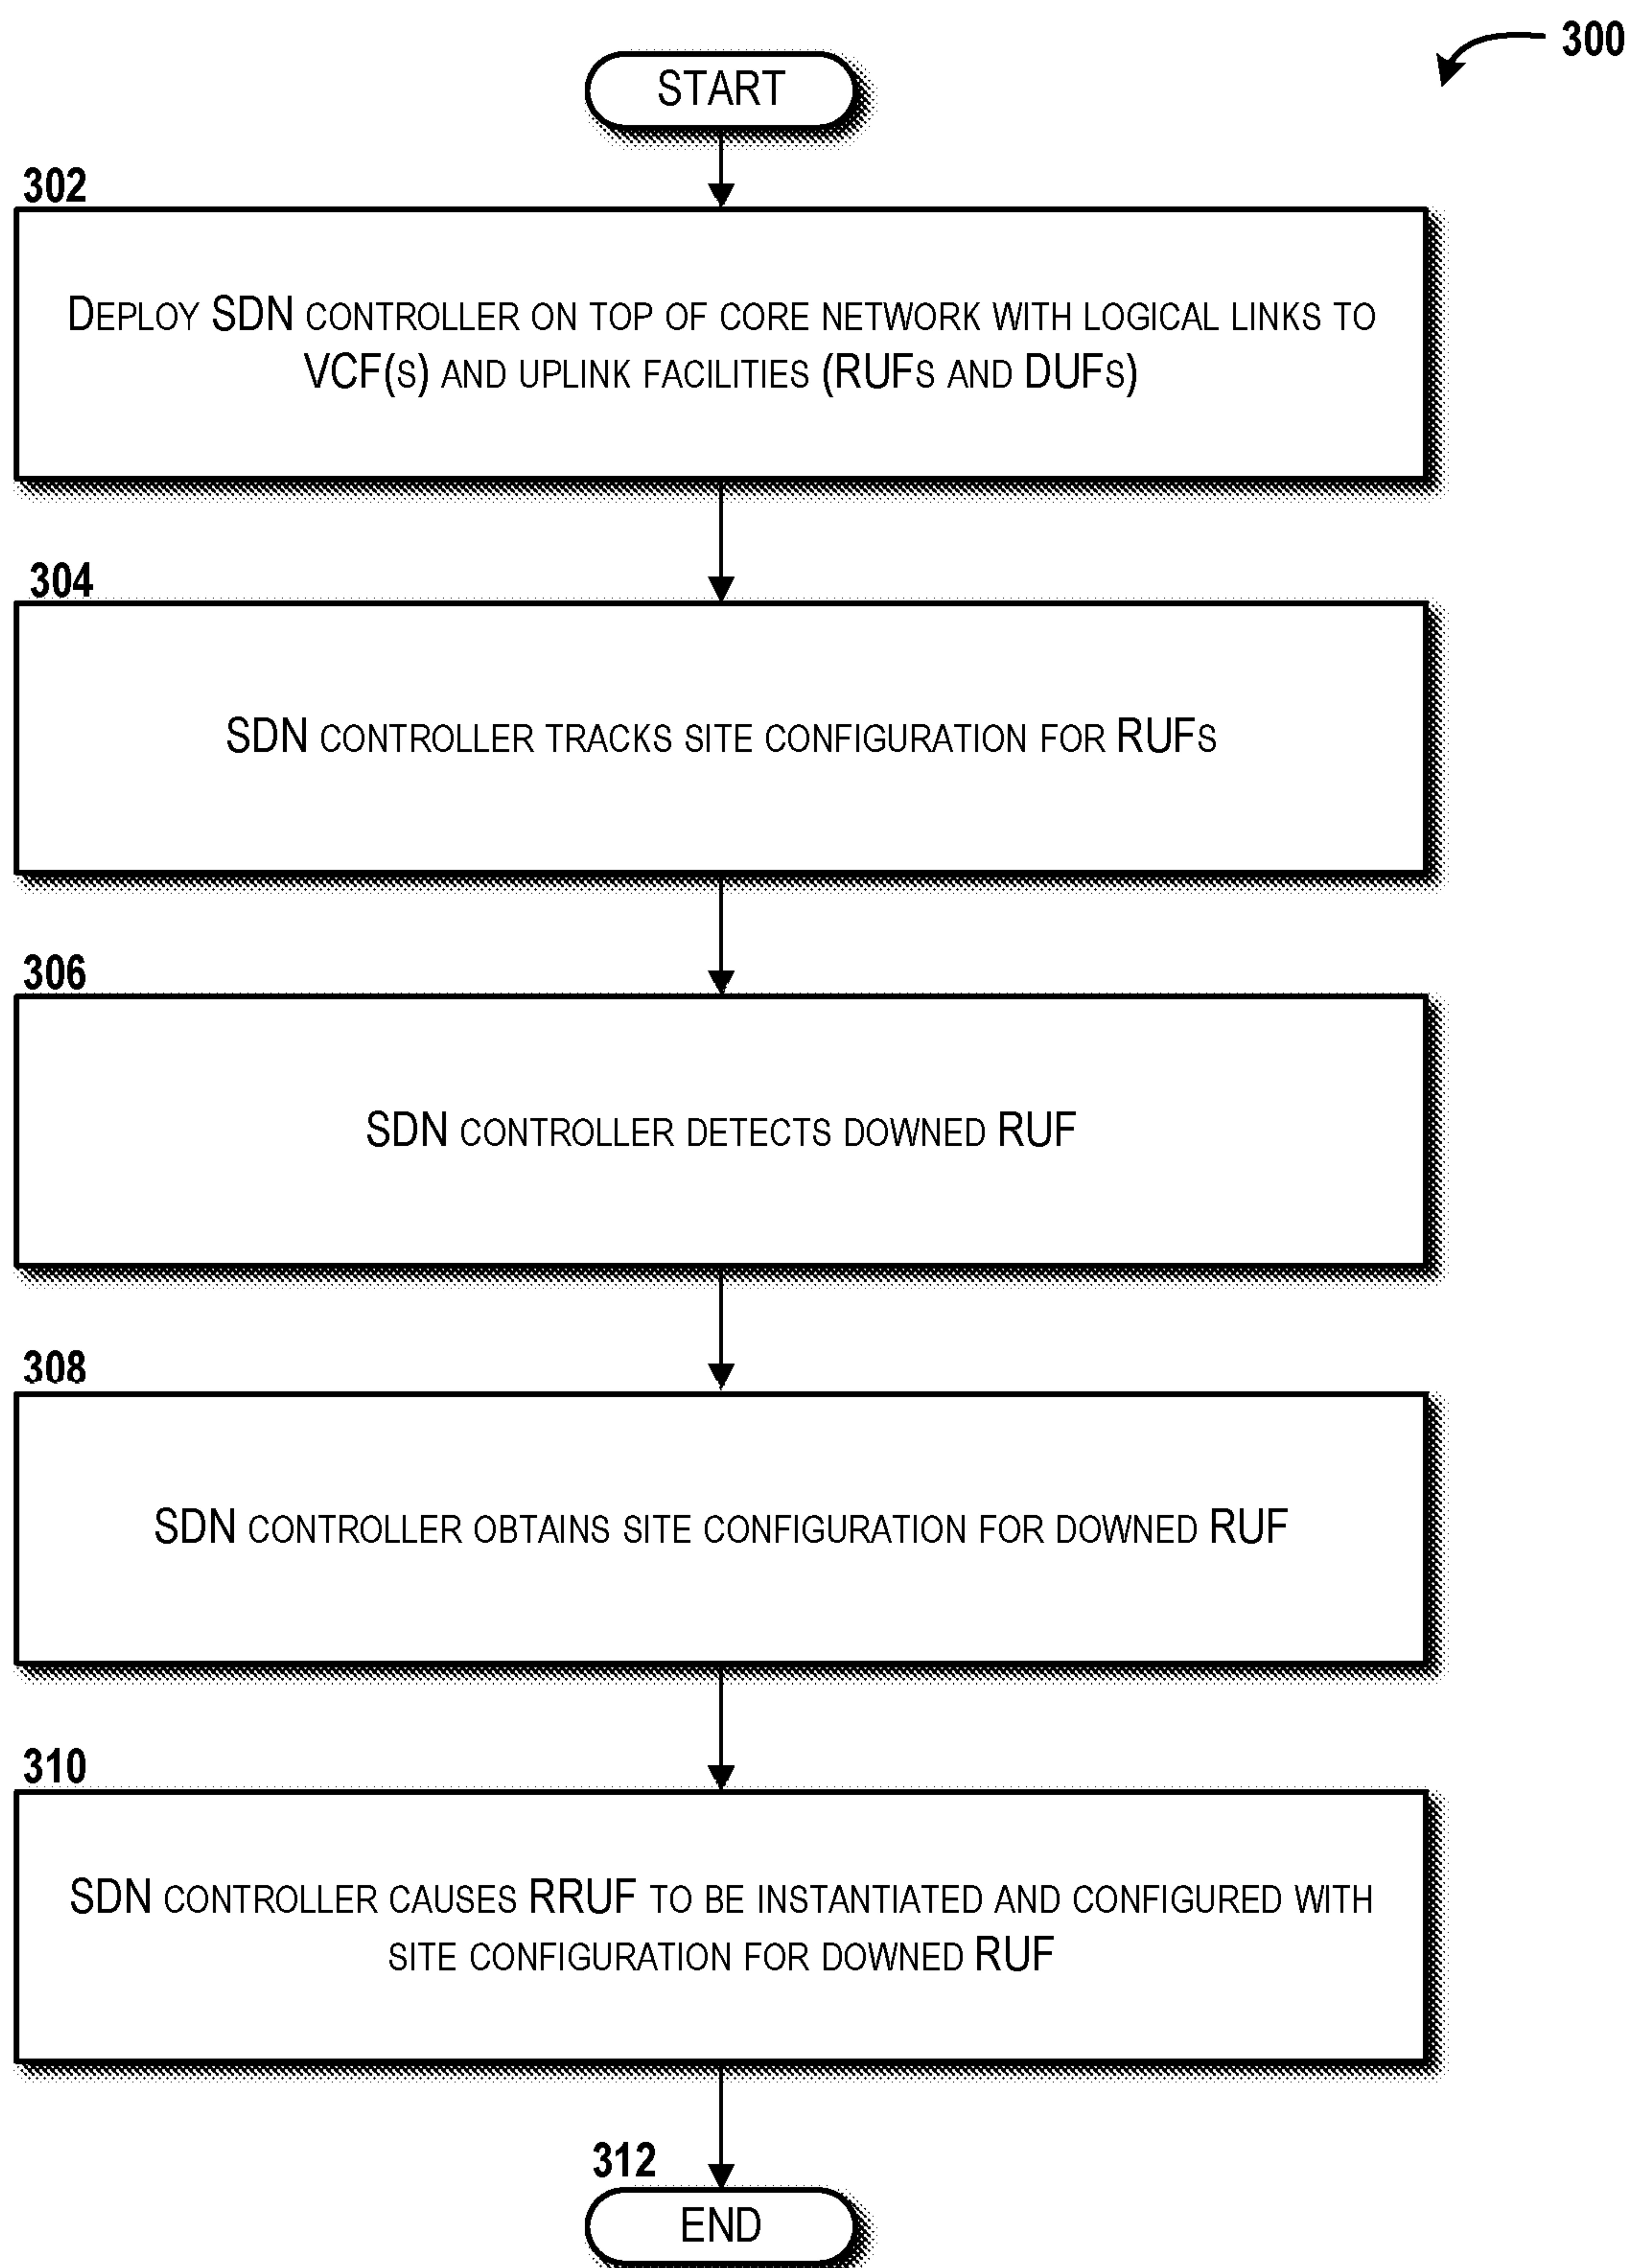 300
START
302
DEPLOY SDN CONTROLLER ON TOP OF CORE NETWORK WITH LOGICAL LINKS TO
VCF(S) AND UPLINK FACILITIES (RUFS AND DUFS)
304
SDN CONTROLLER TRACKS SITE CONFIGURATION FOR RUFS
306
SDN CONTROLLER DETECTS DOWNED RUF
308
SDN CONTROLLER OBTAINS SITE CONFIGURATION FOR DOWNED RUF
310
SDN CONTROLLER CAUSES RRUF TO BE INSTANTIATED AND CONFIGURED WITH
SITE CONFIGURATION FOR DOWNED RUF
312
END